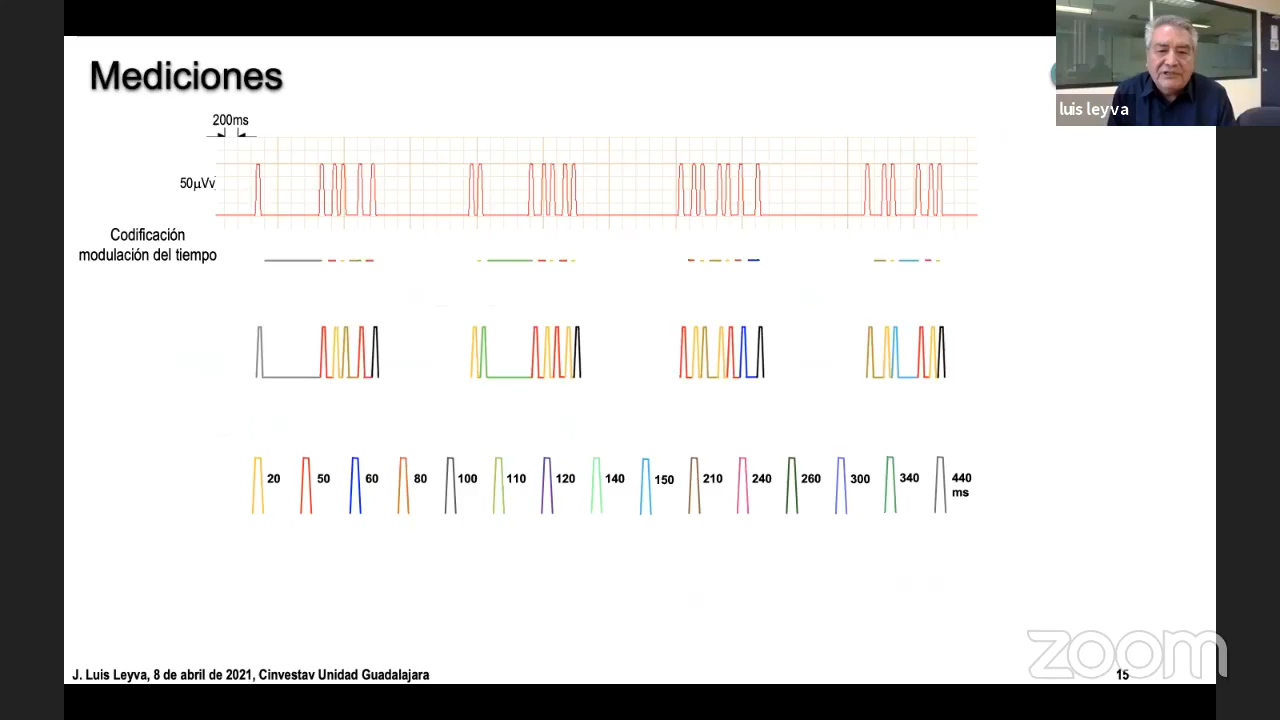 Mediciones
luis leyva
200ms
50µVv
Codificación
modulación del tiempo
20 50 60 80 100 110 120 140 150 210 240 260 300 340 440
ms
zoom
J. Luis Leyva, 8 de abril de 2021, Cinvestav Unidad Guadalajara
15